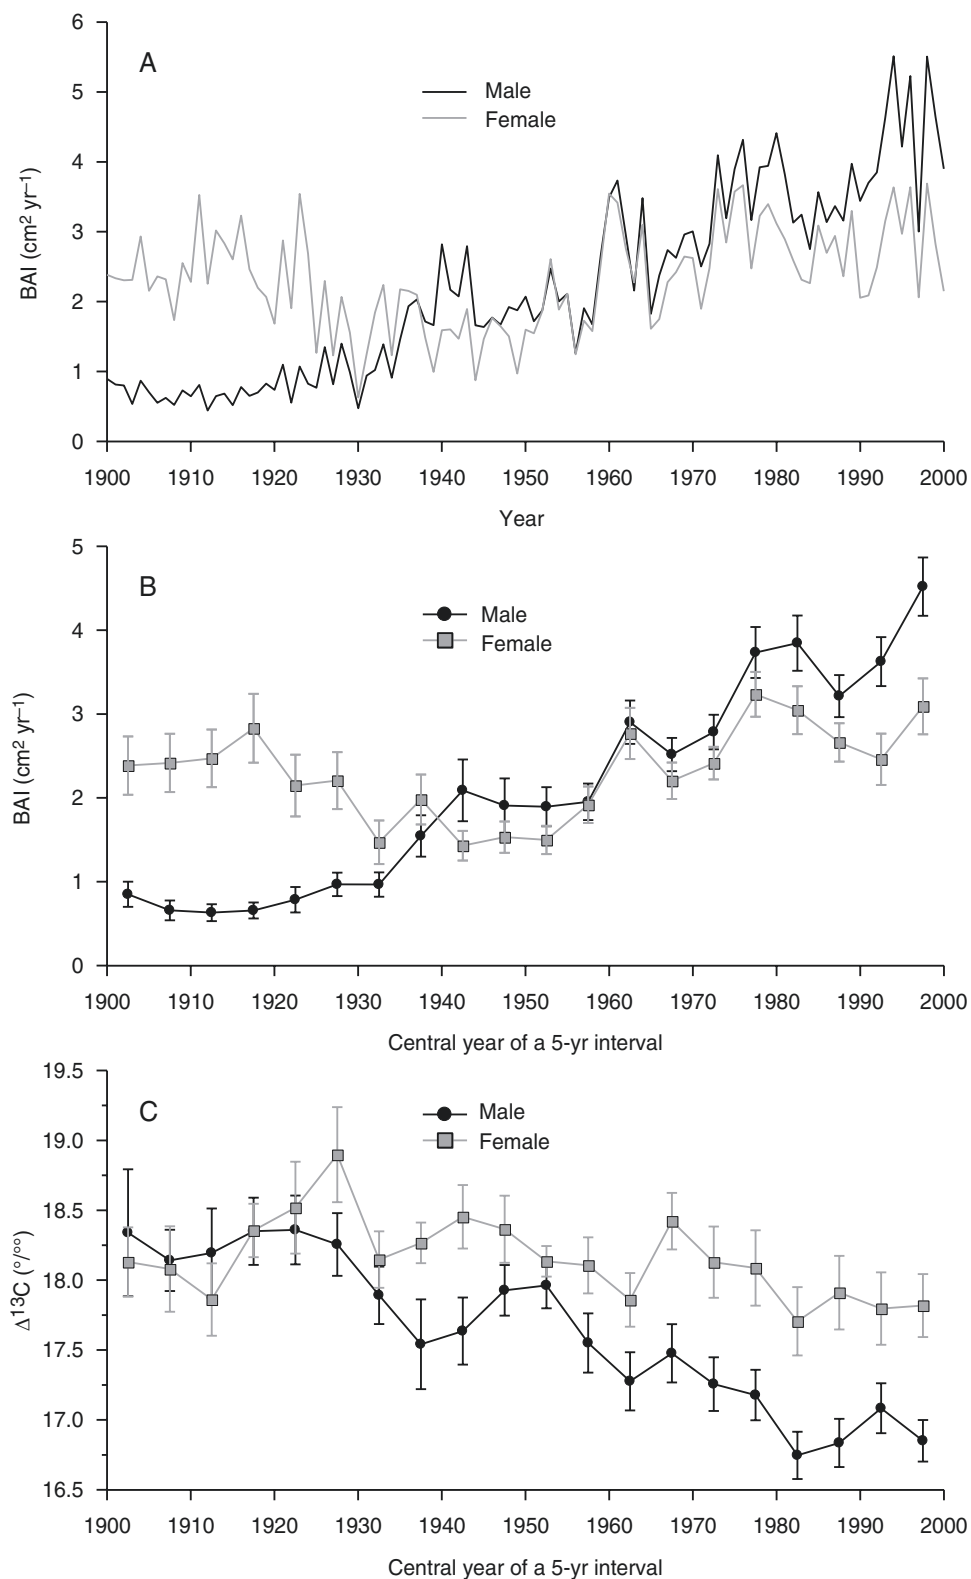 6
5
4
3
2
1
0
BAI (cm² yr⁻¹)
A
Male
Female
1900 1910 1920 1930 1940 1950 1960 1970 1980 1990 2000
Year
5
4
3
2
1
0
BAI (cm² yr⁻¹)
B
Male
Female
1900 1910 1920 1930 1940 1950 1960 1970 1980 1990 2000
Central year of a 5-yr interval
19.5
19.0
18.5
18.0
17.5
17.0
16.5
Δ¹³C (°/°°)
C
Male
Female
1900 1910 1920 1930 1940 1950 1960 1970 1980 1990 2000
Central year of a 5-yr interval